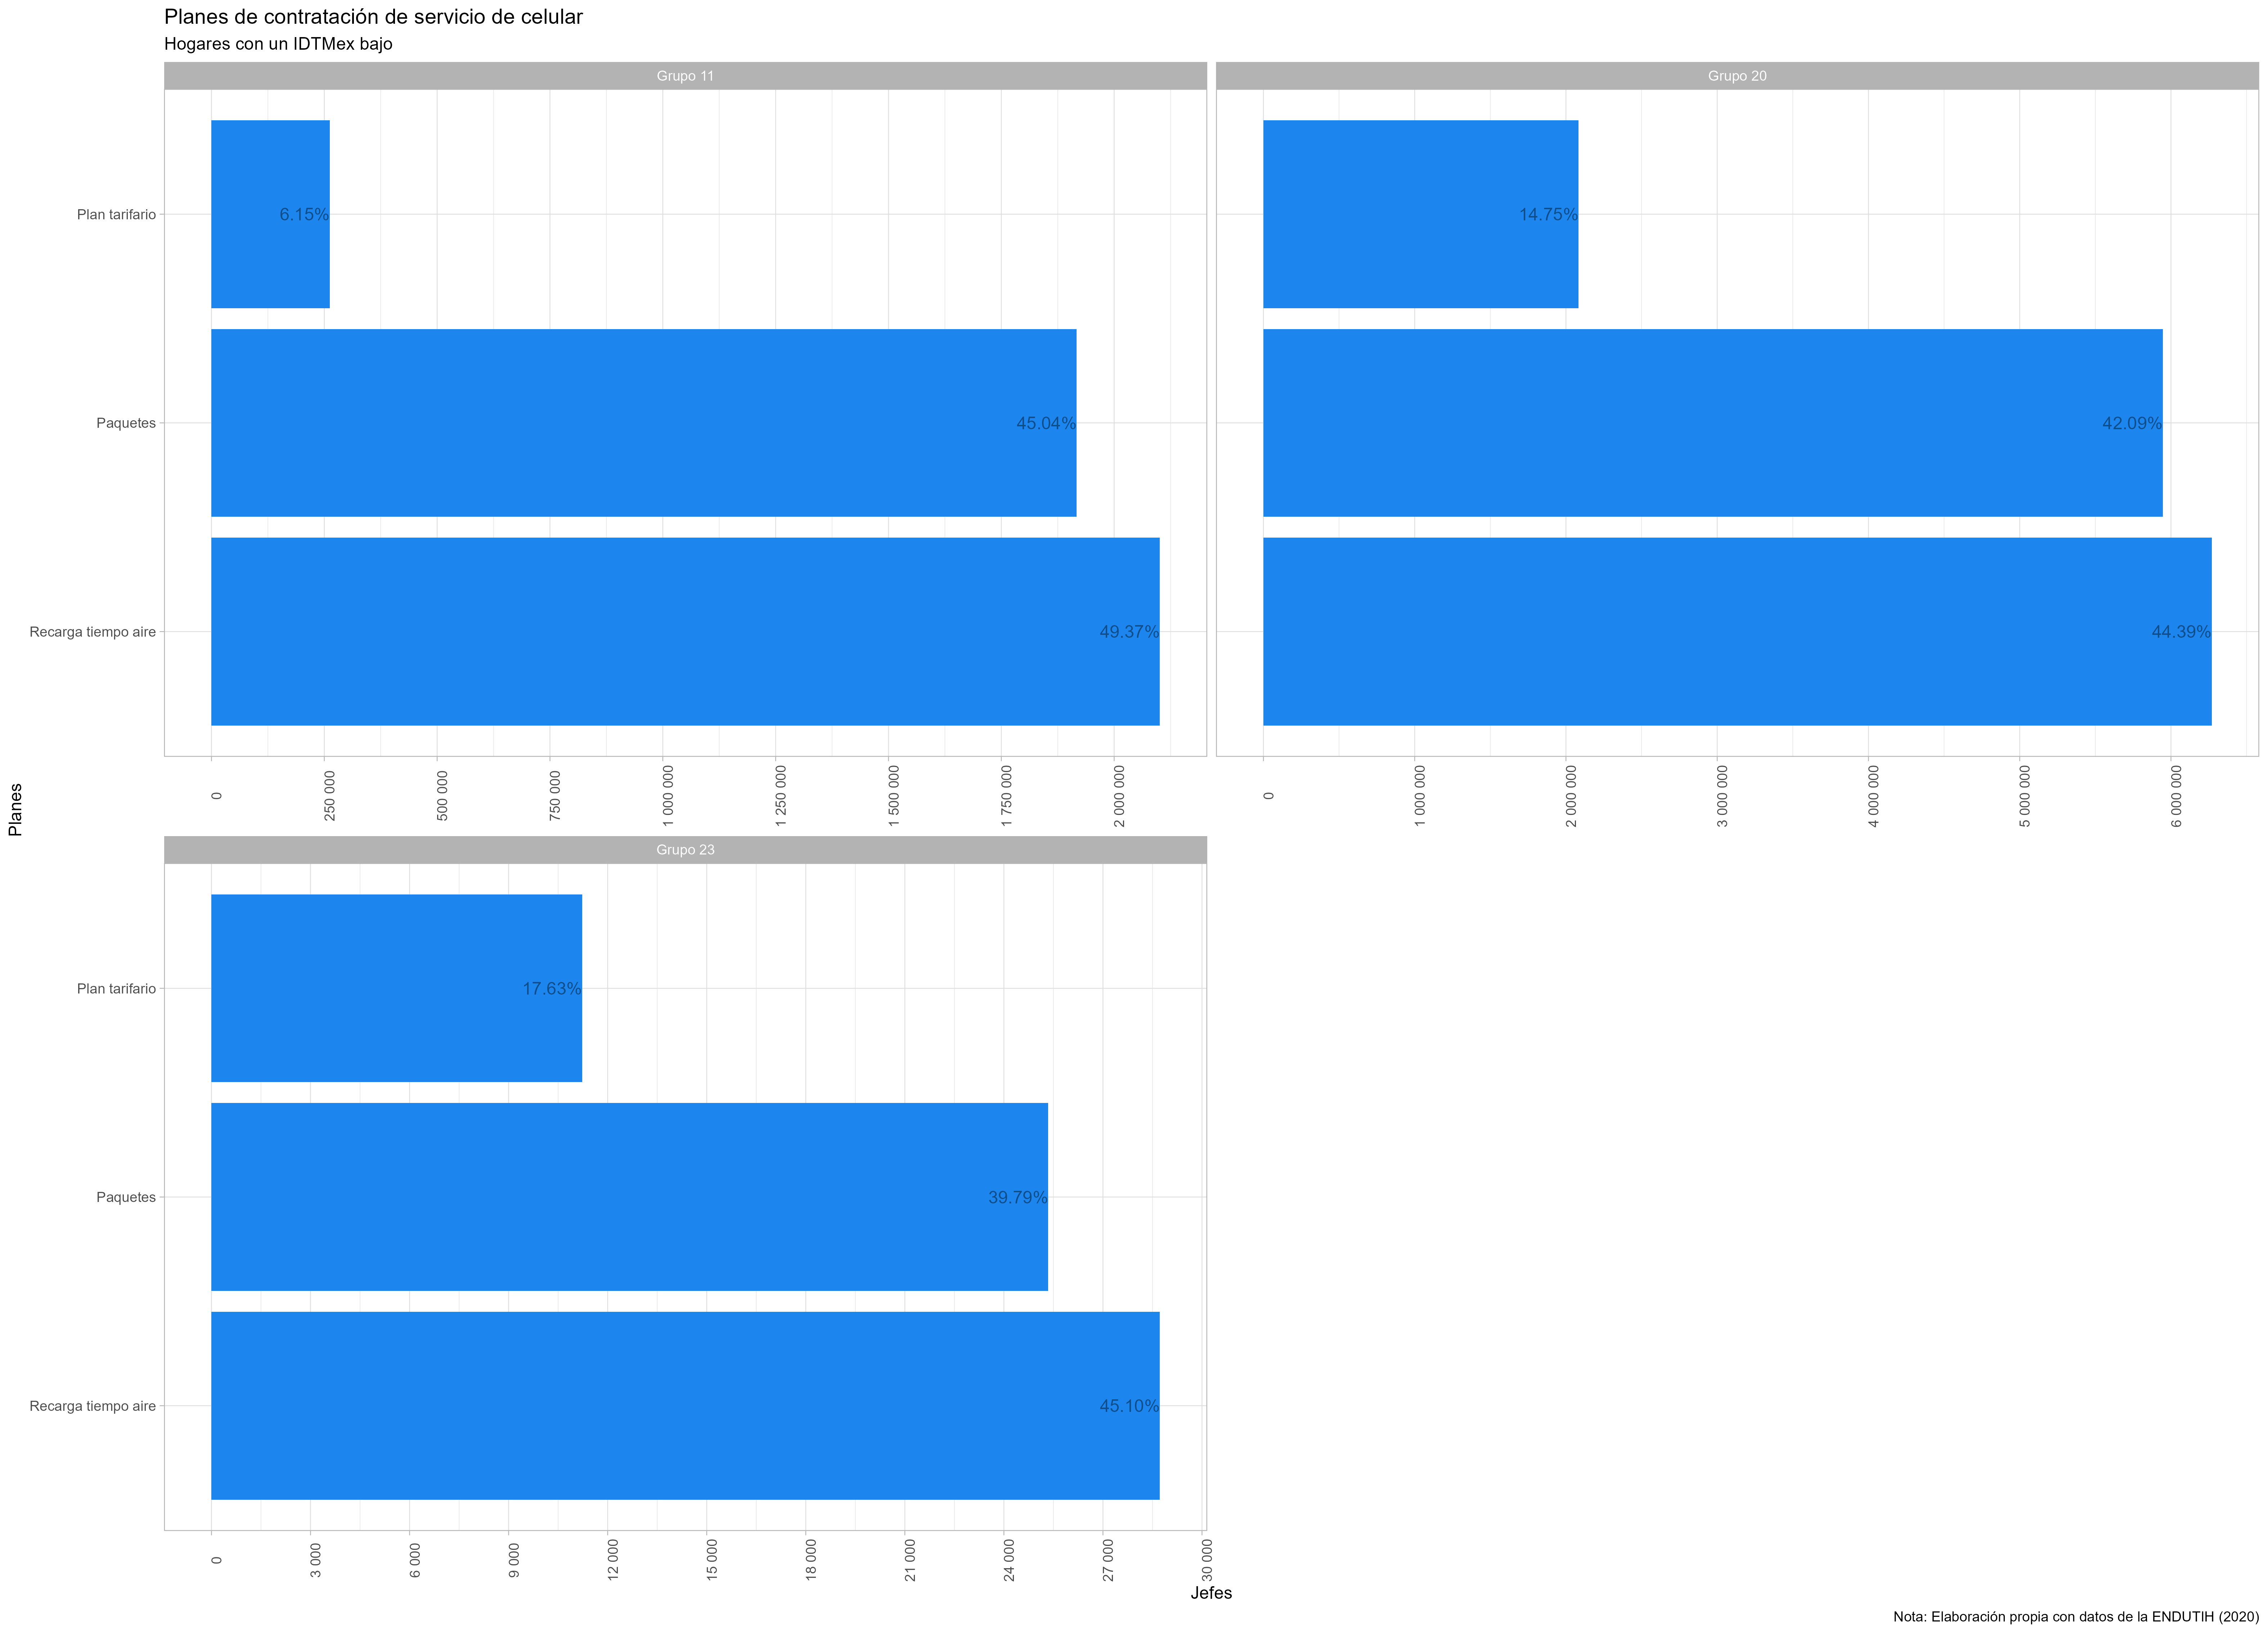 Planes de contratación de servicio de celular
Hogares con un IDTMex bajo
Grupo 11
Plan tarifario
6.15%
Paquetes
45.04%
Recarga tiempo aire
49.37%
0
250 000
500 000
750 000
1 000 000
1 250 000
1 500 000
1 750 000
2 000 000
Grupo 20
14.75%
42.09%
44.39%
0
1 000 000
2 000 000
3 000 000
4 000 000
5 000 000
6 000 000
Planes
Grupo 23
Plan tarifario
17.63%
Paquetes
39.79%
Recarga tiempo aire
45.10%
0
3 000
6 000
9 000
12 000
15 000
18 000
21 000
24 000
27 000
30 000
Jefes
Nota: Elaboración propia con datos de la ENDUTIH (2020)